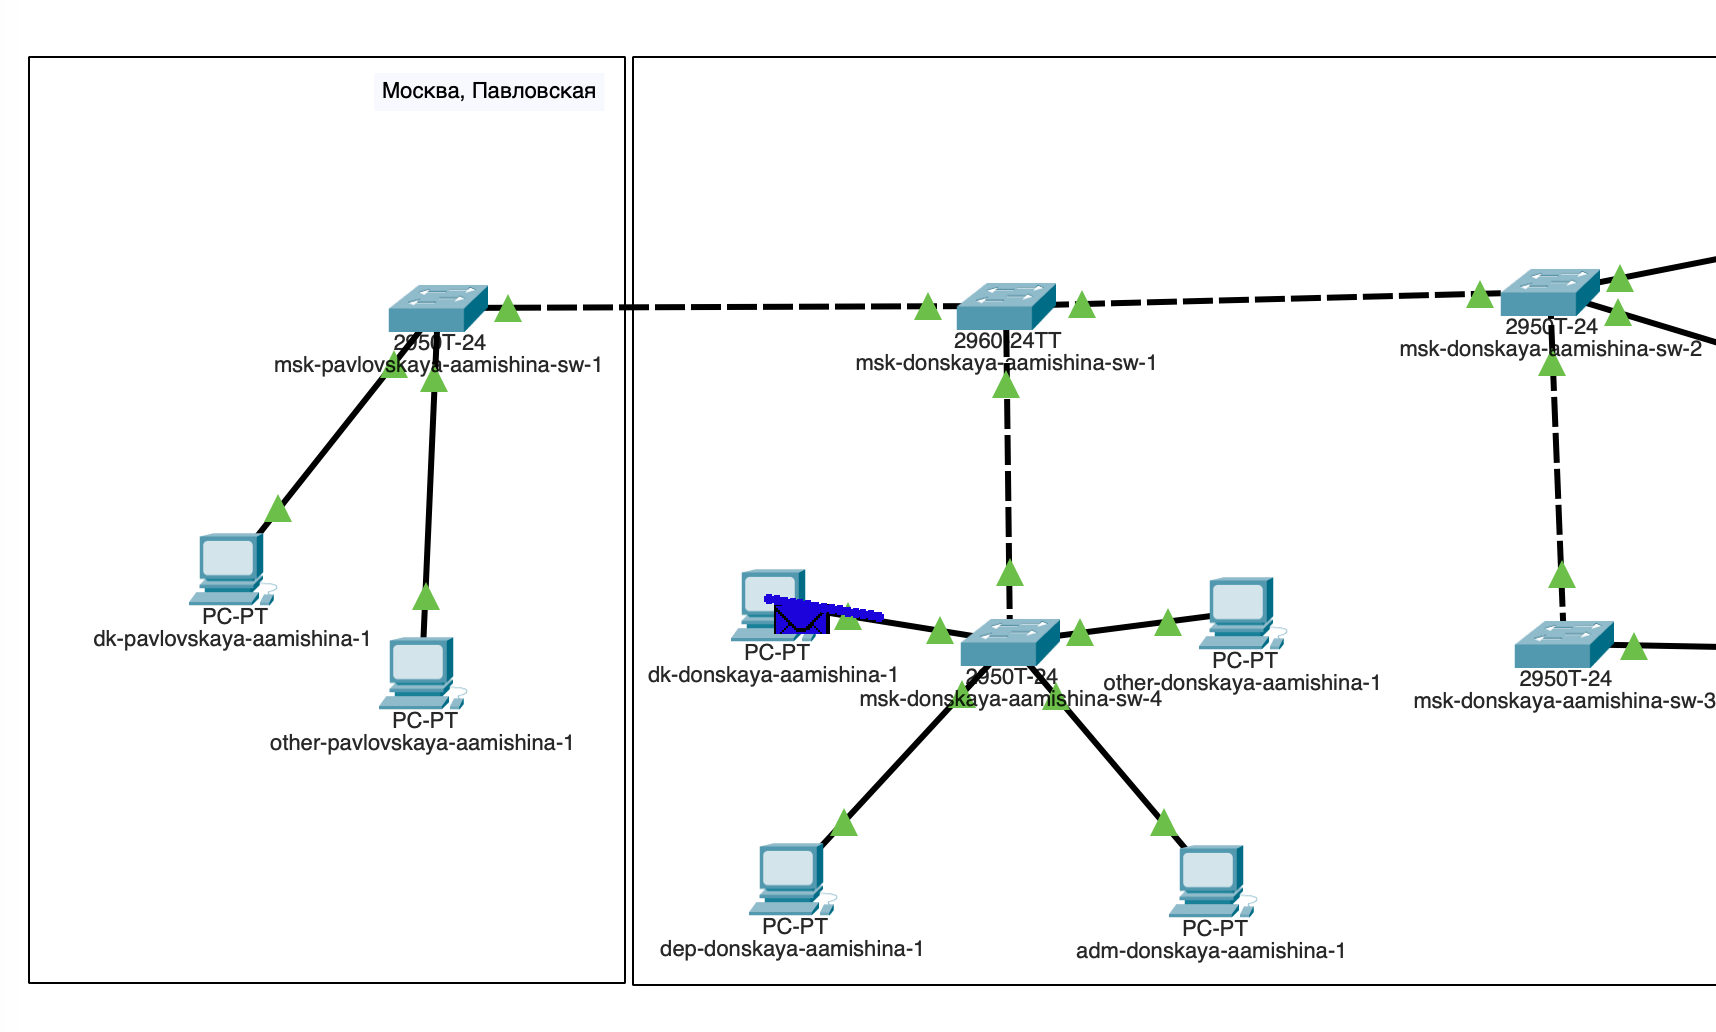 Москва, Павловская
2950T-24
msk-pavlovskaya-aamishina-sw-1
2960-24TT
msk-donskaya-aamishina-sw-1
2950T-24
msk-donskaya-aamishina-sw-2
PC-PT
dk-pavlovskaya-aamishina-1
PC-PT
other-pavlovskaya-aamishina-1
PC-PT
dk-donskaya-aamishina-1
2950T-24
msk-donskaya-aamishina-sw-4
PC-PT
other-donskaya-aamishina-1
2950T-24
msk-donskaya-aamishina-sw-3
PC-PT
dep-donskaya-aamishina-1
PC-PT
adm-donskaya-aamishina-1